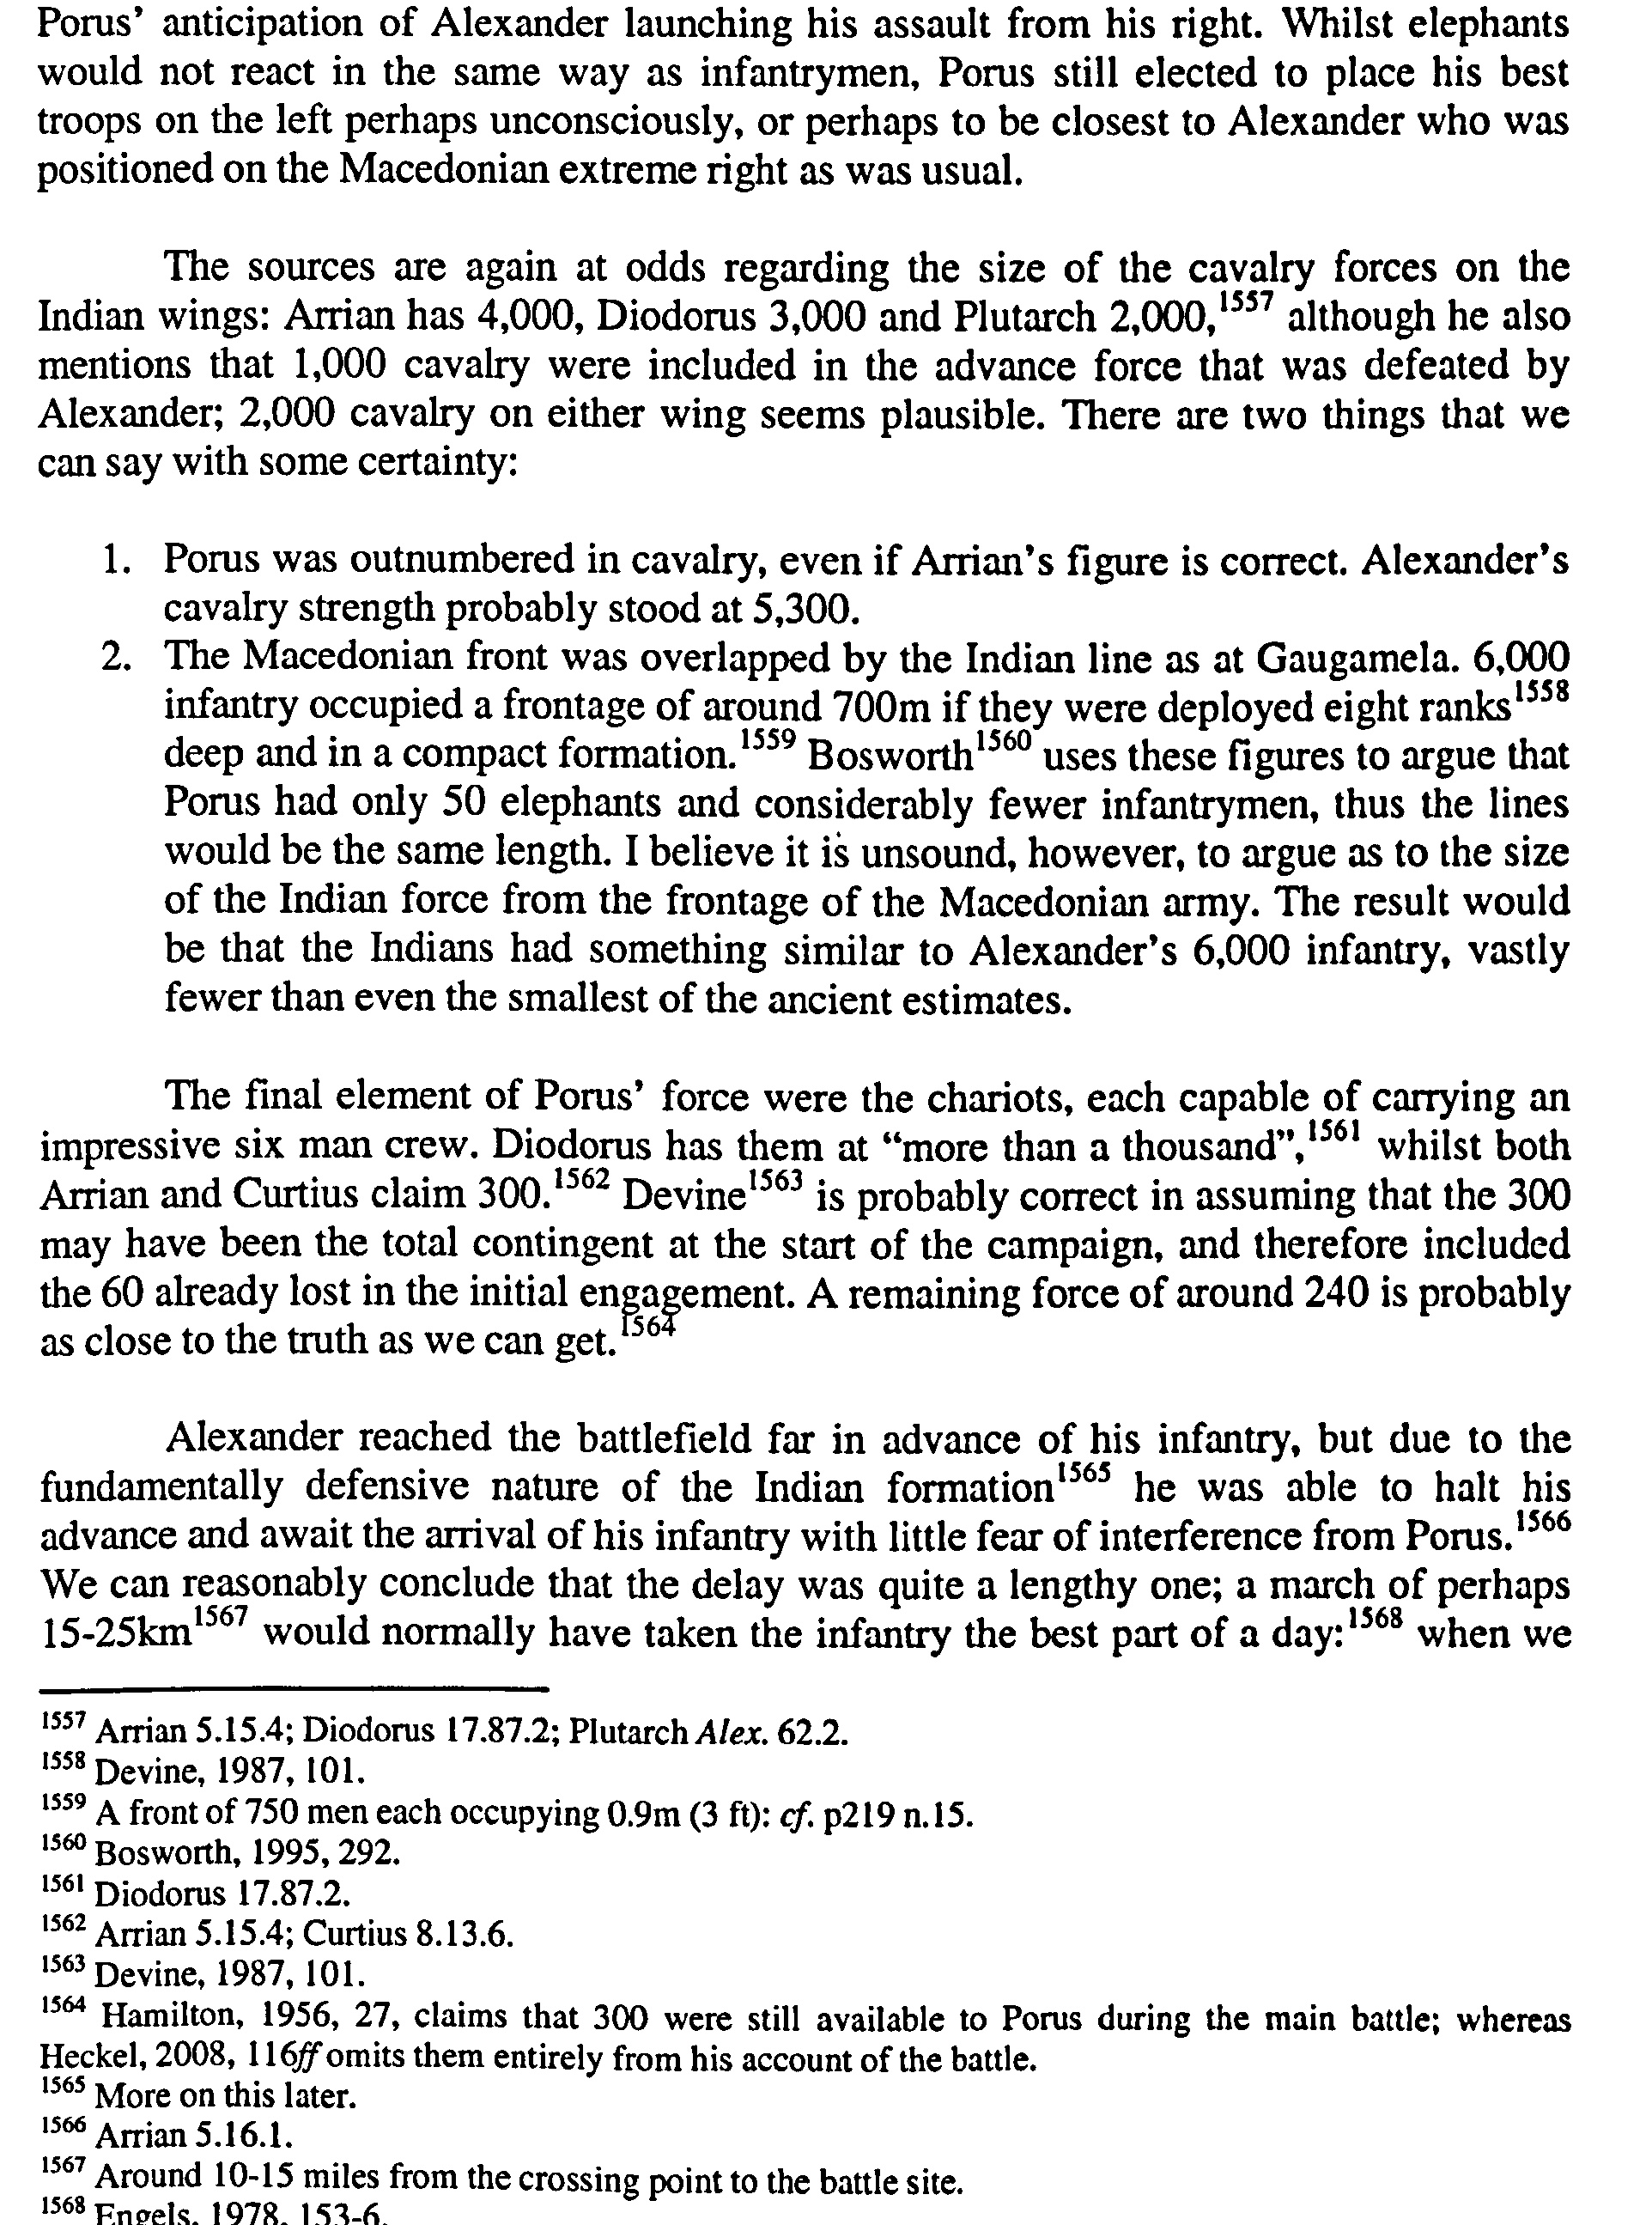 Porus' anticipation of Alexander launching his assault from his right. Whilst elephants
would not react in the same way as infantrymen, Porus still elected to place his best
troops on the left perhaps unconsciously, or perhaps to be closest to Alexander who was
positioned on the Macedonian extreme right as was usual.
The sources are again at odds regarding the size of the cavalry forces on the
Indian wings: Arrian has 4,000, Diodorus 3,000 and Plutarch 2,000,1557 although he also
mentions that 1,000 cavalry were included in the advance force that was defeated by
Alexander; 2,000 cavalry on either wing seems plausible. There are two things that we
can say with some certainty:
1. Porus was outnumbered in cavalry, even if Arrian's figure is correct. Alexander's
cavalry strength probably stood at 5,300.
2. The Macedonian front was overlapped by the Indian line as at Gaugamela. 6,000
infantry occupied a frontage of around 700m if they were deployed eight ranks1558
deep and in a compact formation.1559 Bosworth1560 uses these figures to argue that
Porus had only 50 elephants and considerably fewer infantrymen, thus the lines
would be the same length. I believe it is unsound, however, to argue as to the size
of the Indian force from the frontage of the Macedonian army. The result would
be that the Indians had something similar to Alexander's 6,000 infantry, vastly
fewer than even the smallest of the ancient estimates.
The final element of Porus' force were the chariots, each capable of carrying an
impressive six man crew. Diodorus has them at “more than a thousand”,1561 whilst both
Arrian and Curtius claim 300.1562 Devine1563 is probably correct in assuming that the 300
may have been the total contingent at the start of the campaign, and therefore included
the 60 already lost in the initial engagement. A remaining force of around 240 is probably
as close to the truth as we can get.1564
Alexander reached the battlefield far in advance of his infantry, but due to the
fundamentally defensive nature of the Indian formation1565 he was able to halt his
advance and await the arrival of his infantry with little fear of interference from Porus.1566
We can reasonably conclude that the delay was quite a lengthy one; a march of perhaps
15-25km1567 would normally have taken the infantry the best part of a day:1568 when we
1557 Arrian 5.15.4; Diodorus 17.87.2; Plutarch Alex. 62.2.
1558 Devine, 1987, 101.
1559 A front of 750 men each occupying 0.9m (3 ft): cf. p219 n.15.
1560 Bosworth, 1995, 292.
1561 Diodorus 17.87.2.
1562 Arrian 5.15.4; Curtius 8.13.6.
1563 Devine, 1987, 101.
1564 Hamilton, 1956, 27, claims that 300 were still available to Porus during the main battle; whereas
Heckel, 2008, 116ff omits them entirely from his account of the battle.
1565 More on this later.
1566 Arrian 5.16.1.
1567 Around 10-15 miles from the crossing point to the battle site.
1568 Engels, 1978, 153-6.